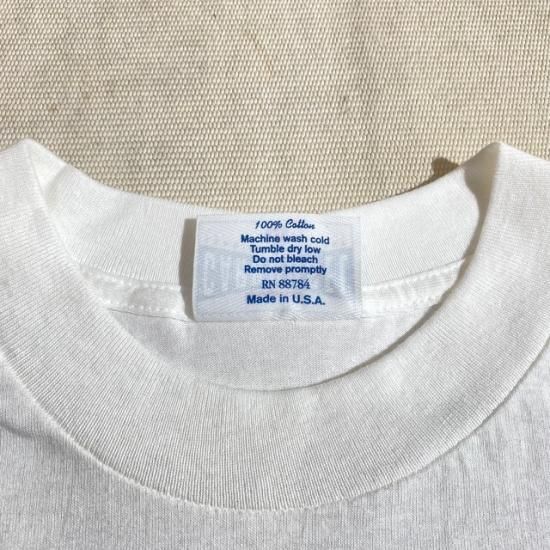 100% Cotton
Machine wash cold
Tumble dry low
Do not bleach
Remove promptly
RN 88784
Made in U.S.A.